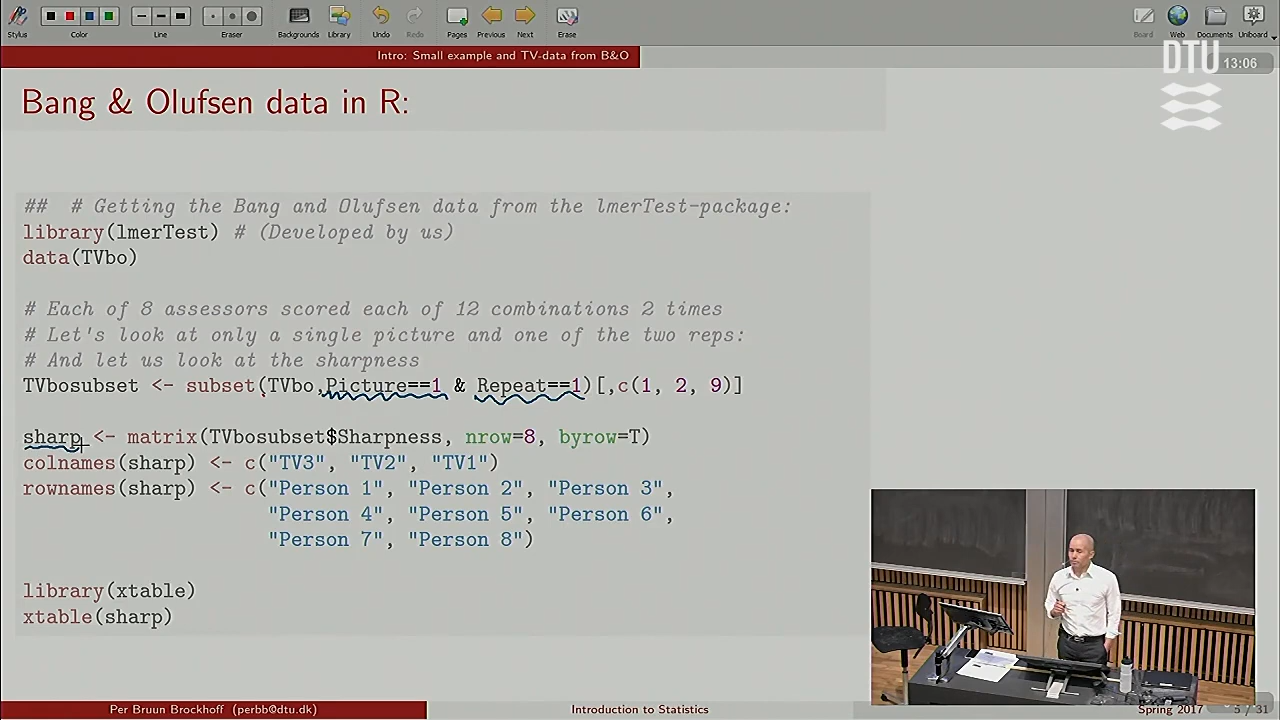 Stylus Color Line Eraser Backgrounds Library Undo Redo Pages Previous Next Erase Board Web Documents Uniboard
Intro: Small example and TV-data from B&O
DTU
13:06
Bang & Olufsen data in R:
## # Getting the Bang and Olufsen data from the lmerTest-package:
library(lmerTest) # (Developed by us)
data(TVbo)
# Each of 8 assessors scored each of 12 combinations 2 times
# Let's look at only a single picture and one of the two reps:
# And let us look at the sharpness
TVbosubset <- subset(TVbo,Picture==1 & Repeat==1)[,c(1, 2, 9)]
sharp <- matrix(TVbosubset$Sharpness, nrow=8, byrow=T)
colnames(sharp) <- c("TV3", "TV2", "TV1")
rownames(sharp) <- c("Person 1", "Person 2", "Person 3",
"Person 4", "Person 5", "Person 6",
"Person 7", "Person 8")
library(xtable)
xtable(sharp)
Per Bruun Brockhoff (perbb@dtu.dk) Introduction to Statistics Spring 2017 5 / 31